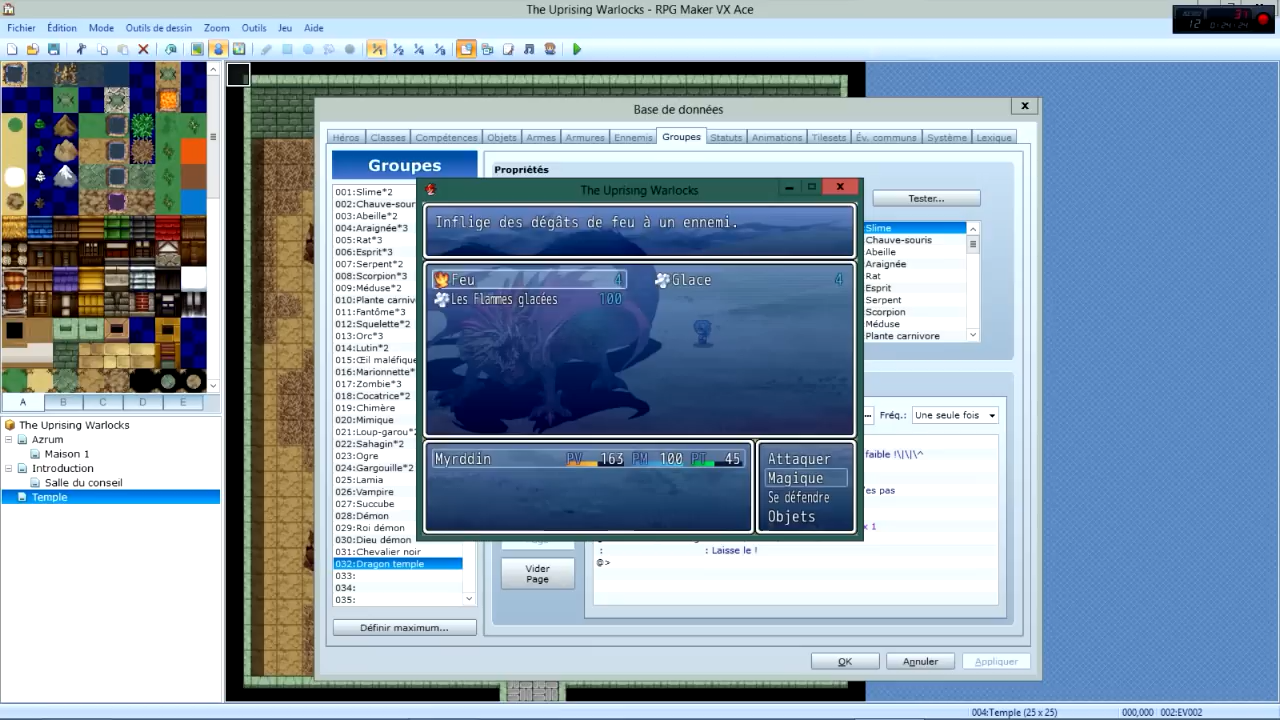 The Uprising Warlocks - RPG Maker VX Ace
Fichier Édition Mode Outils de dessin Zoom Outils Jeu Aide
Base de données
Héros Classes Compétences Objets Armes Armures Ennemis Groupes Statuts Animations Tilesets Év. communs Système Lexique
Groupes
Propriétés
001:Slime*2
002:Chauve-sour
003:Abeille*2
004:Araignée*3
005:Rat*3
006:Esprit*3
007:Serpent*2
008:Scorpion*3
009:Méduse*2
010:Plante carniv
011:Fantôme*3
012:Squelette*2
013:Orc*3
014:Lutin*2
015:Œil maléfique
016:Marionnette*
017:Zombie*3
018:Cocatrice*2
019:Chimère
020:Mimique
021:Loup-garou*
022:Sahagin*2
023:Ogre
024:Gargouille*2
025:Lamia
026:Vampire
027:Succube
028:Démon
029:Roi démon
030:Dieu démon
031:Chevalier noir
032:Dragon temple
033:
034:
035:
Définir maximum...
Tester...
Slime
Chauve-souris
Abeille
Araignée
Rat
Esprit
Serpent
Scorpion
Méduse
Plante carnivore
Fréq.: Une seule fois
faible !\|\|\^
es pas
x 1
: : Laisse le !
@>
Vider
Page
OK Annuler Appliquer
The Uprising Warlocks
Inflige des dégâts de feu à un ennemi.
Feu 4 Glace 4
Les Flammes glacées 100
Myrddin PV 163 PM 100 PT 45
Attaquer
Magique
Se défendre
Objets
A B C D E
The Uprising Warlocks
Azrum
Maison 1
Introduction
Salle du conseil
Temple
004:Temple (25 x 25) 000,000 002:EV002